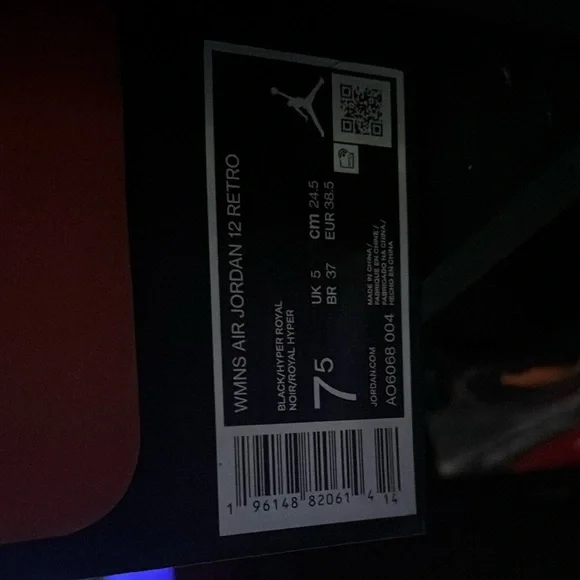 WMNS AIR JORDAN 12 RETRO
BLACK/HYPER ROYAL
NOIR/ROYAL HYPER
7 5
UK 5 cm 24.5
BR 37 EUR 38.5
JORDAN.COM
AO6068 004
MADE IN CHINA /
FABRIQUE EN CHINE /
FABRICADO NA CHINA /
HECHO EN CHINA
1 96148 82061 4 14